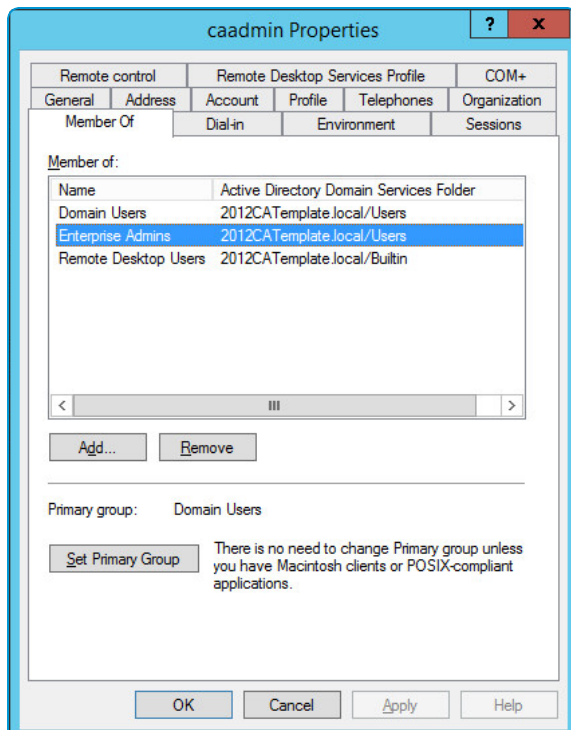 caadmin Properties
?
x
Remote control
Remote Desktop Services Profile
COM+
General
Address
Account
Profile
Telephones
Organization
Member Of
Dial-in
Environment
Sessions
Member of:
Name
Active Directory Domain Services Folder
Domain Users
2012CATemplate.local/Users
Enterprise Admins
2012CATemplate.local/Users
Remote Desktop Users
2012CATemplate.local/Builtin
Add...
Remove
Primary group:
Domain Users
Set Primary Group
There is no need to change Primary group unless
you have Macintosh clients or POSIX-compliant
applications.
OK
Cancel
Apply
Help